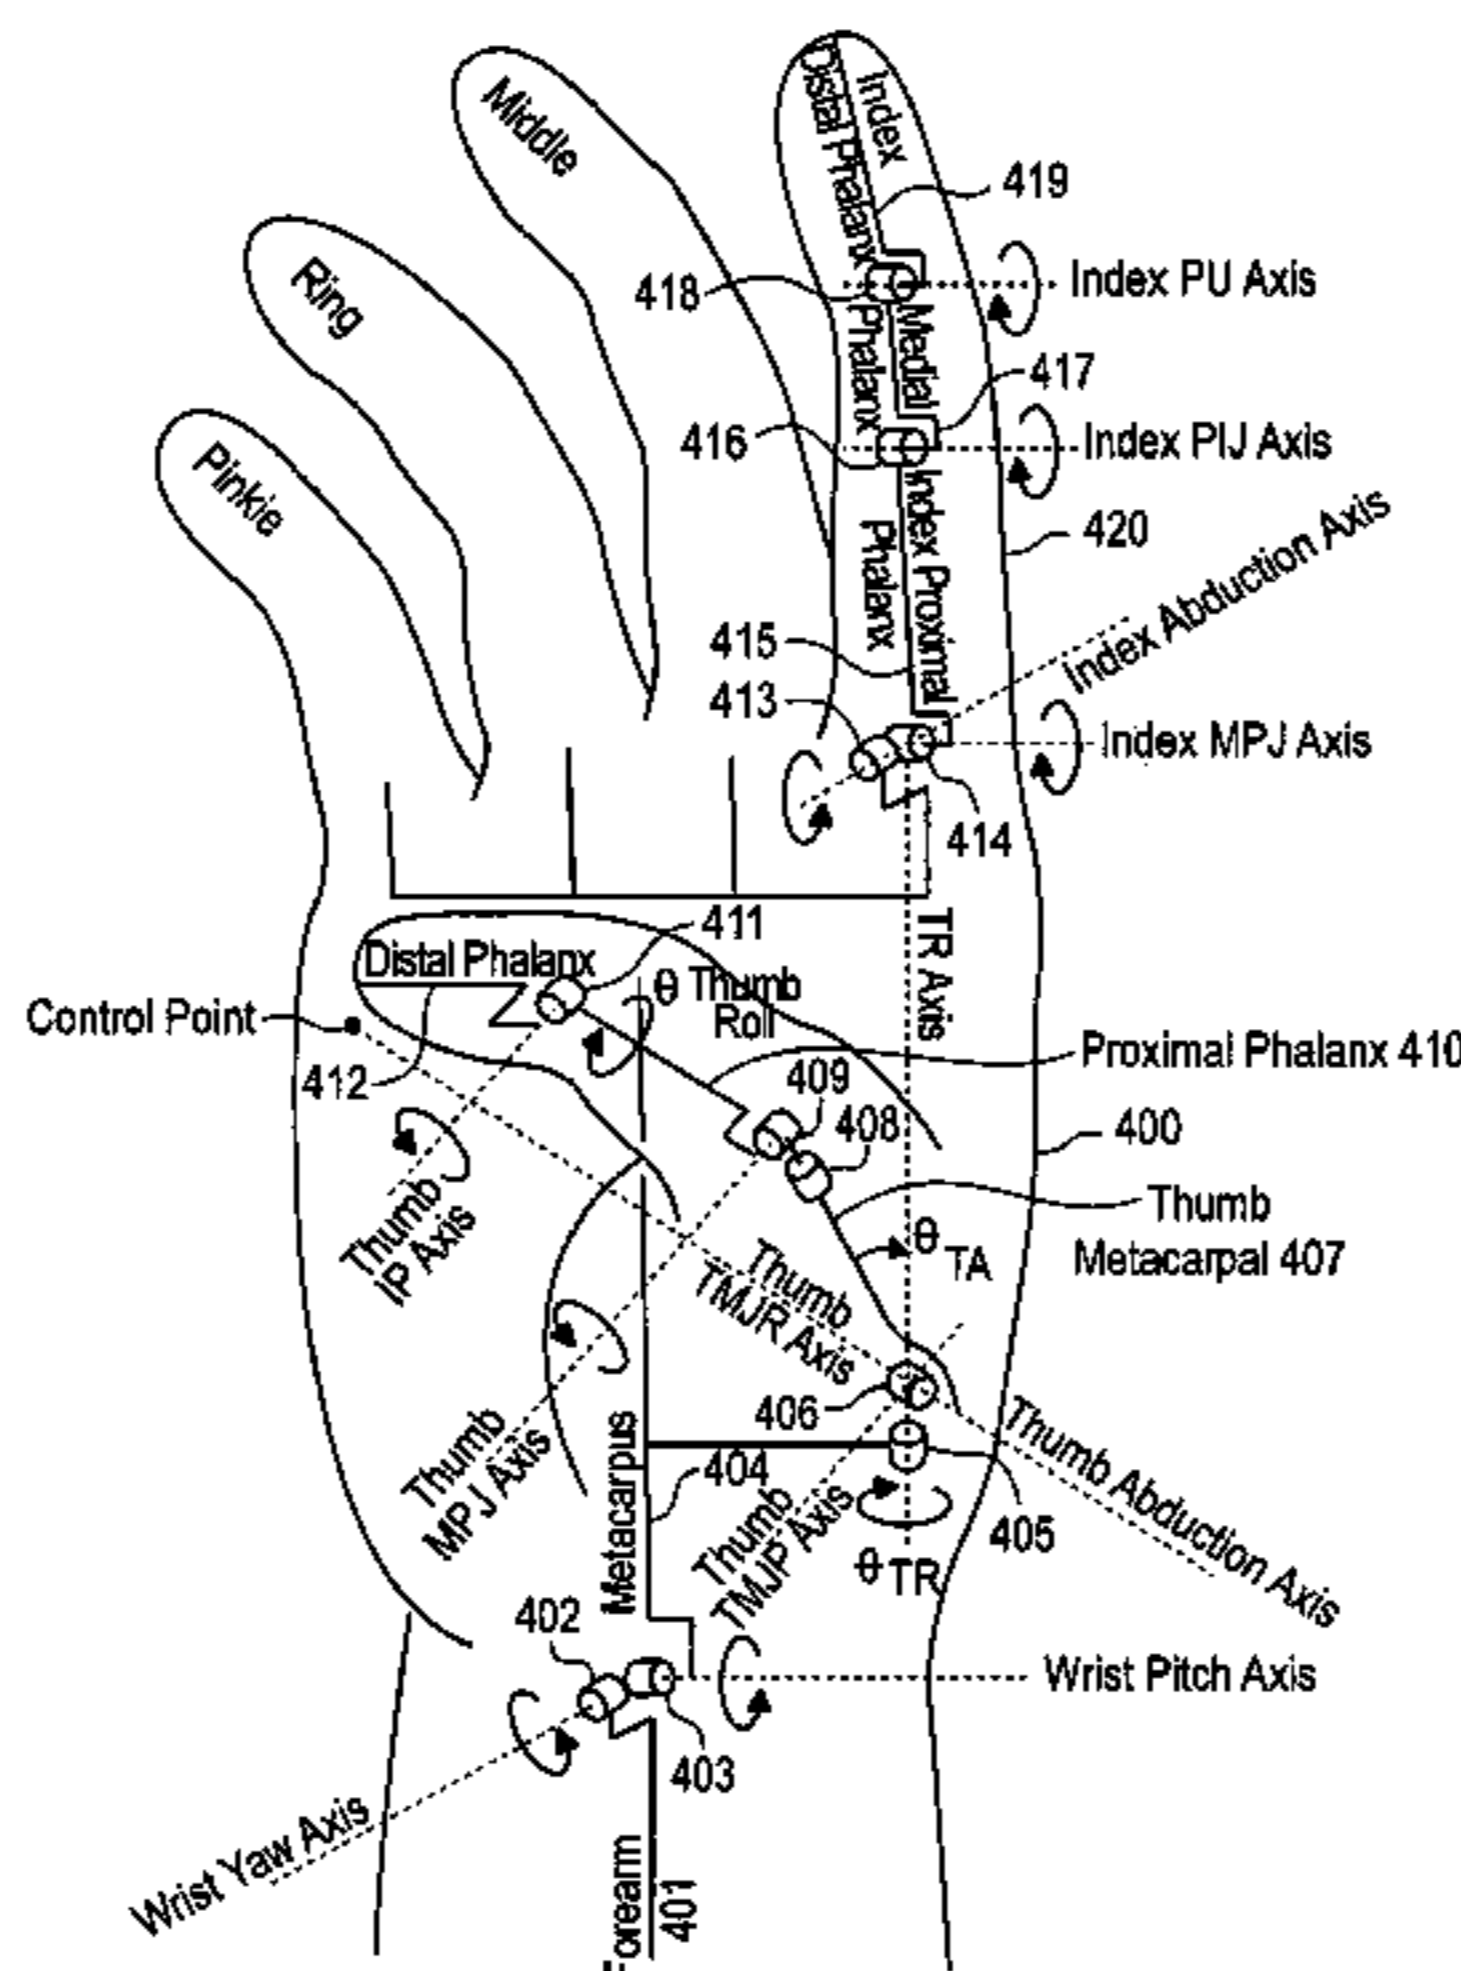 Middle
Distal Phalanx
Index
419
Ring
418
Index PU Axis
Medial
Phalanx
417
416
Index PIJ Axis
Pinkie
Index Proximal
Phalanx
420
Index Abduction Axis
415
413
Index MPJ Axis
414
411
TR Axis
Distal Phalanx
θ Thumb
Roll
Control Point
Proximal Phalanx 410
412
409
408
400
Thumb
IP Axis
Thumb
Metacarpal 407
θ TA
Thumb
TMJR Axis
406
Thumb
MPJ Axis
Metacarpus
404
Thumb Abduction Axis
Thumb
TMJP Axis
405
θ TR
402
Wrist Pitch Axis
403
Wrist Yaw Axis
Forearm
401